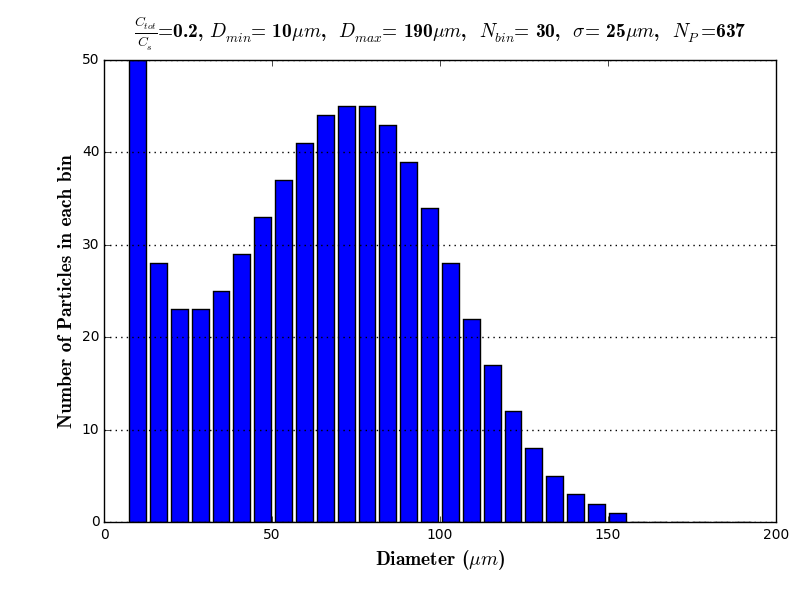 C_tot/C_s=0.2, D_min= 10μm, D_max= 190μm, N_bin= 30, σ= 25μm, N_P=637
50
40
30
20
10
0
Number of Particles in each bin
0 50 100 150 200
Diameter (μm)